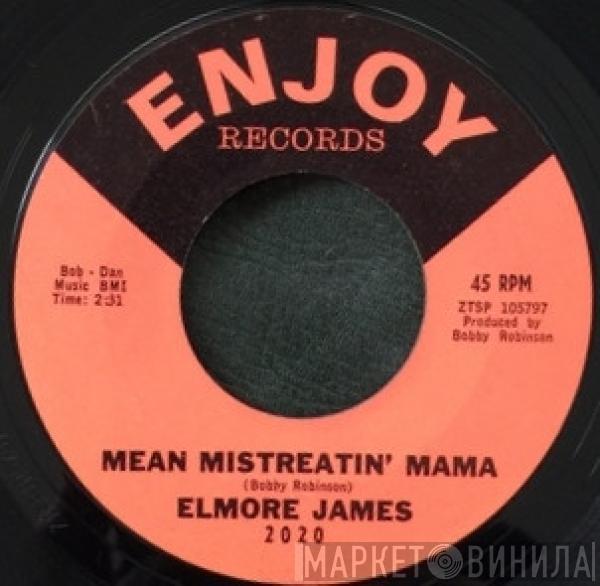 ENJOY
RECORDS
Bob - Dan
Music BMI
Time: 2:31
45 RPM
ZTSP 105797
Produced by
Bobby Robinson
MEAN MISTREATIN' MAMA
(Bobby Robinson)
ELMORE JAMES
2020
МАРКЕТ ВИНИЛА